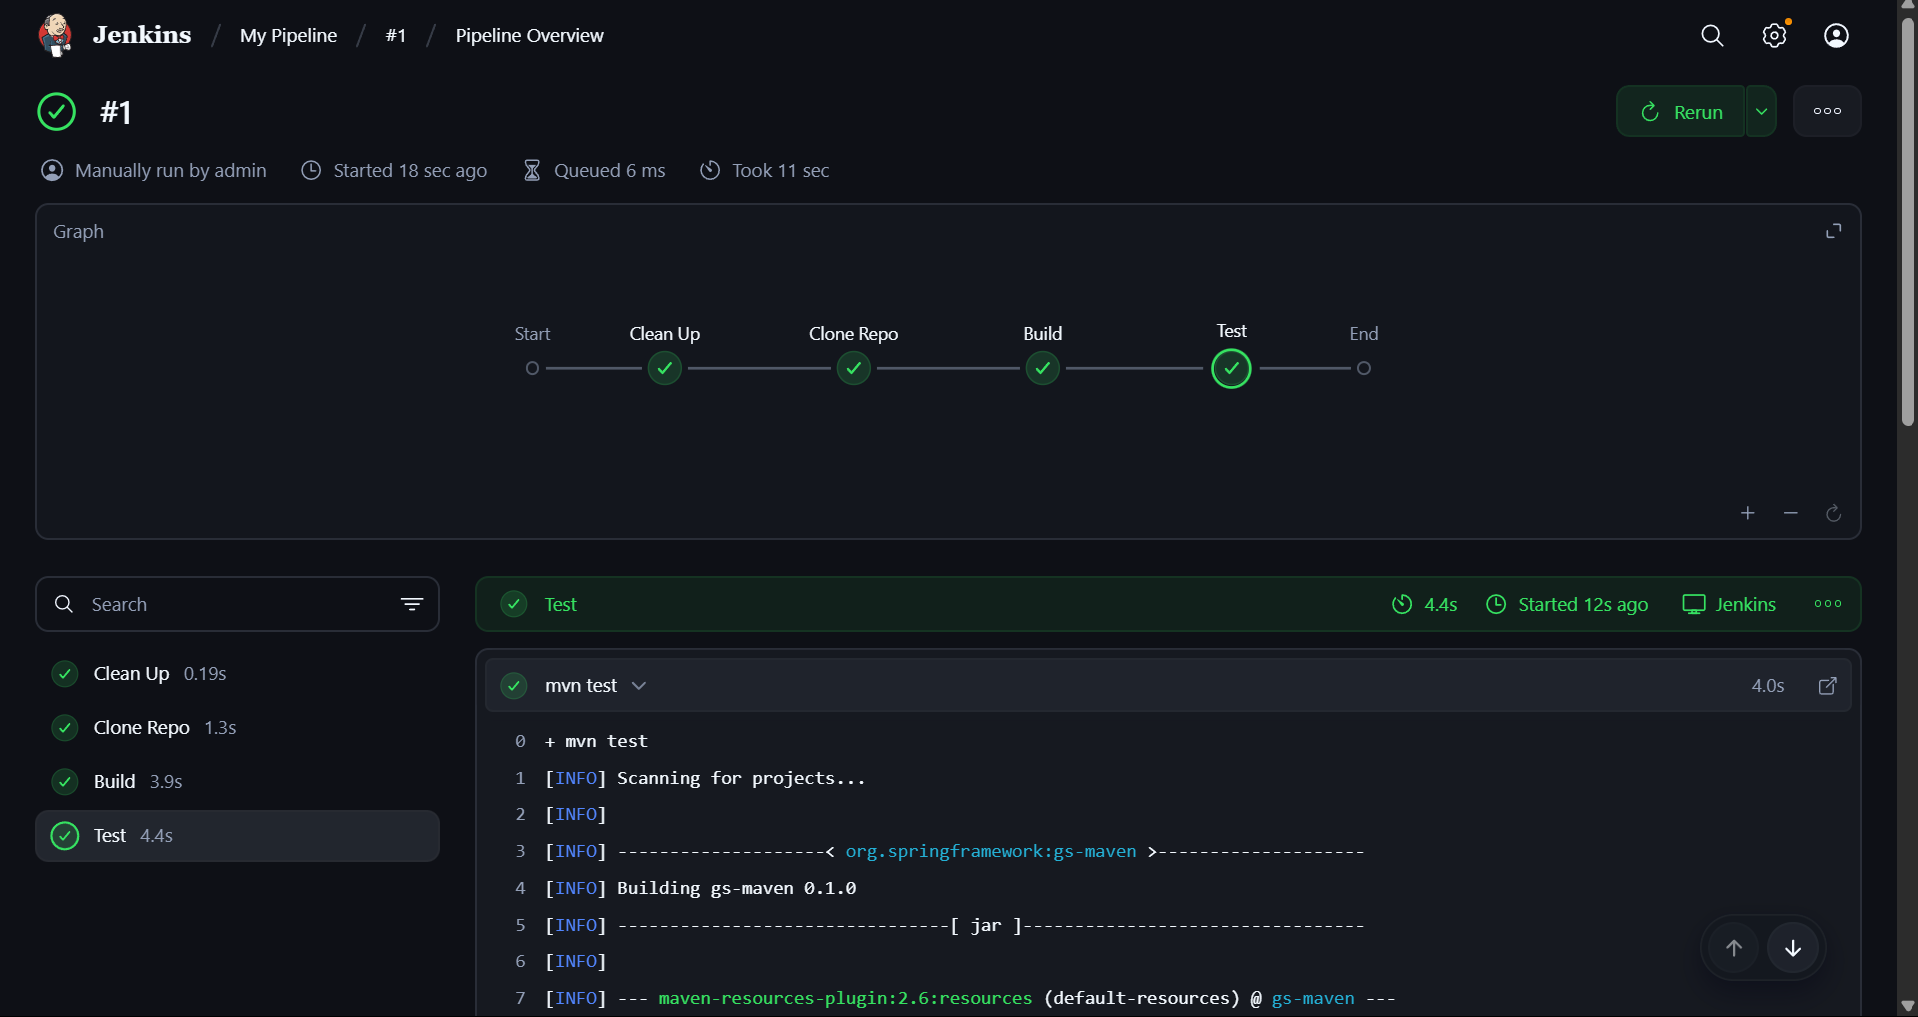 Jenkins / My Pipeline / #1 / Pipeline Overview
#1
Rerun
Manually run by admin Started 18 sec ago Queued 6 ms Took 11 sec
Graph
Start Clean Up Clone Repo Build Test End
Search
Clean Up 0.19s
Clone Repo 1.3s
Build 3.9s
Test 4.4s
Test 4.4s Started 12s ago Jenkins
mvn test 4.0s
0 + mvn test
1 [INFO] Scanning for projects...
2 [INFO]
3 [INFO] --------------------< org.springframework:gs-maven >--------------------
4 [INFO] Building gs-maven 0.1.0
5 [INFO] --------------------------------[ jar ]---------------------------------
6 [INFO]
7 [INFO] --- maven-resources-plugin:2.6:resources (default-resources) @ gs-maven ---